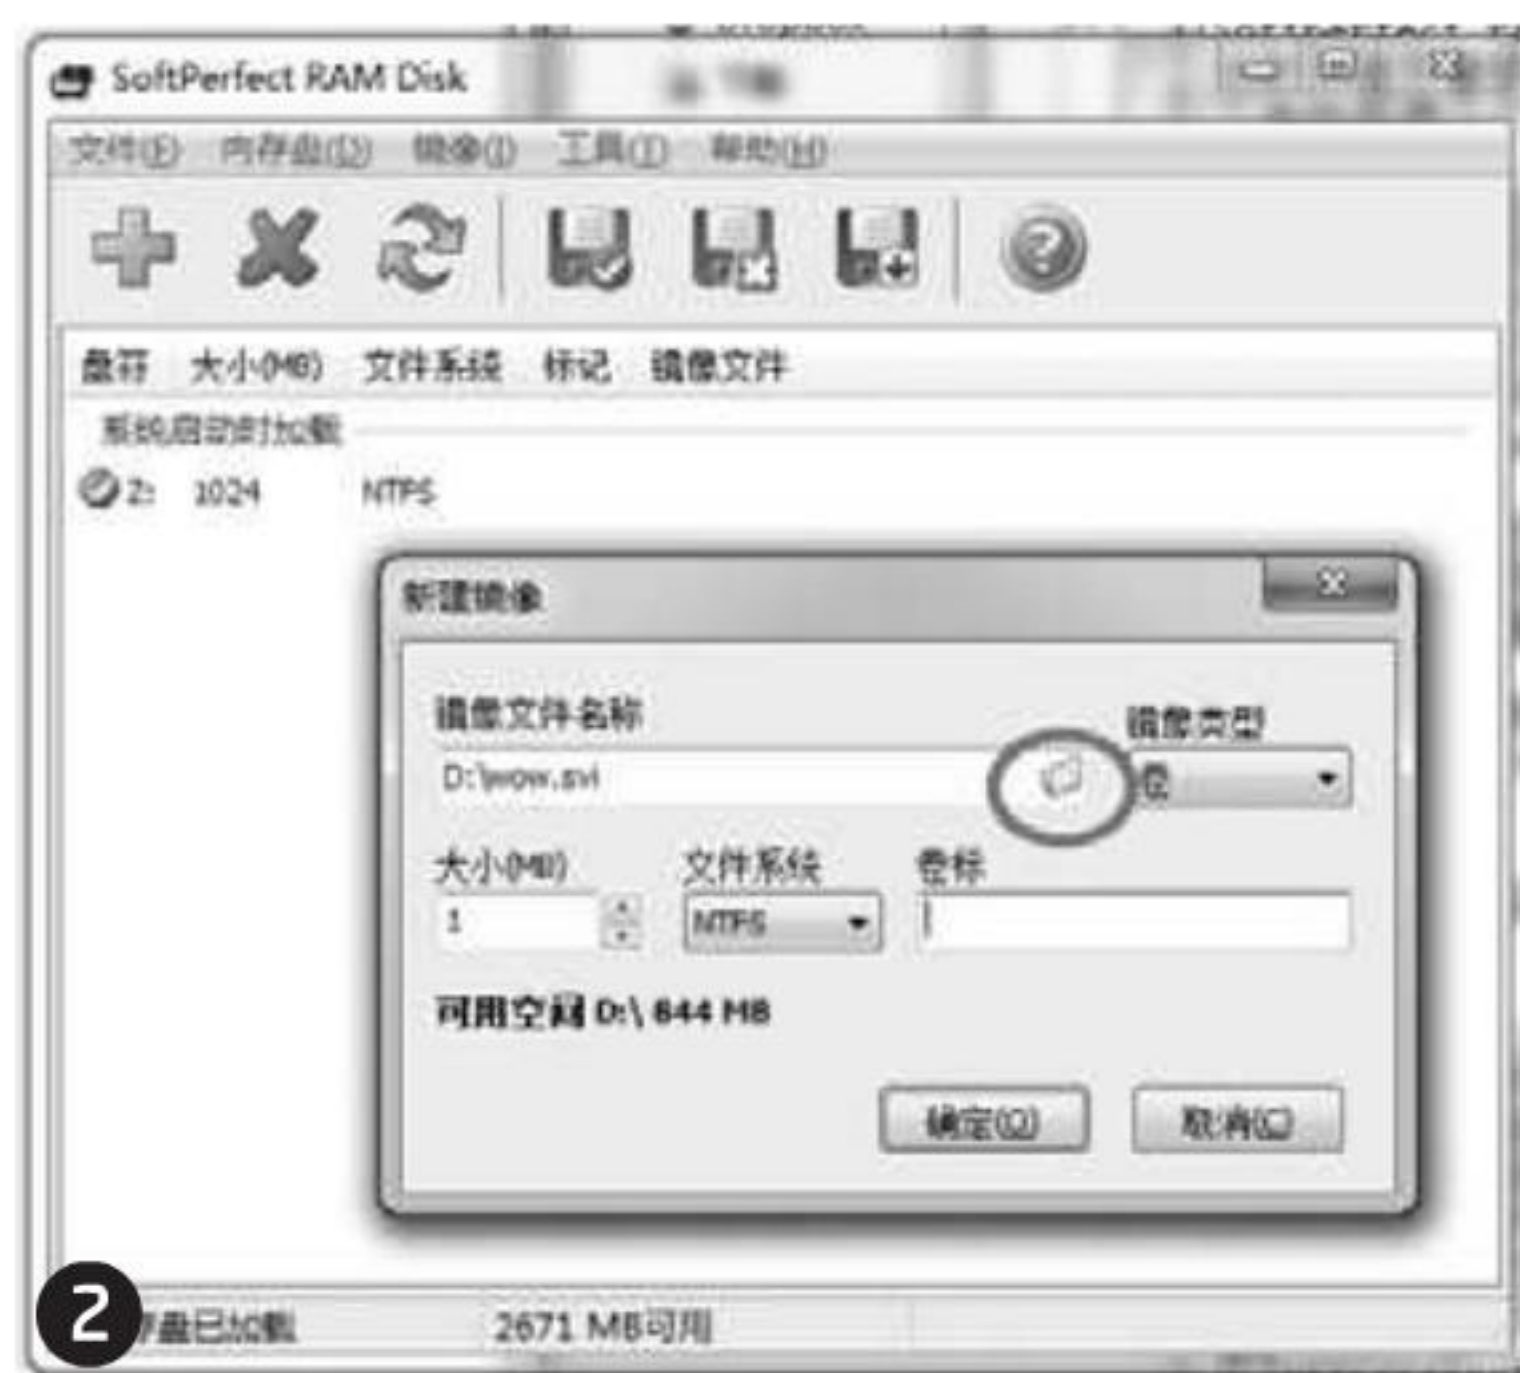 SoftPerfect RAM Disk
文件(F) 内存盘(D) 镜像(I) 工具(T) 帮助(H)
盘符 大小(MB) 文件系统 标记 镜像文件
系统启动时加载
Z: 1024 NTFS
新建镜像
镜像文件名称
镜像类型
D:\wow.svi
卷
大小(MB) 文件系统 卷标
1 NTFS
可用空间 D:\ 844 MB
确定(O) 取消(C)
2 存盘已加载 2671 MB可用